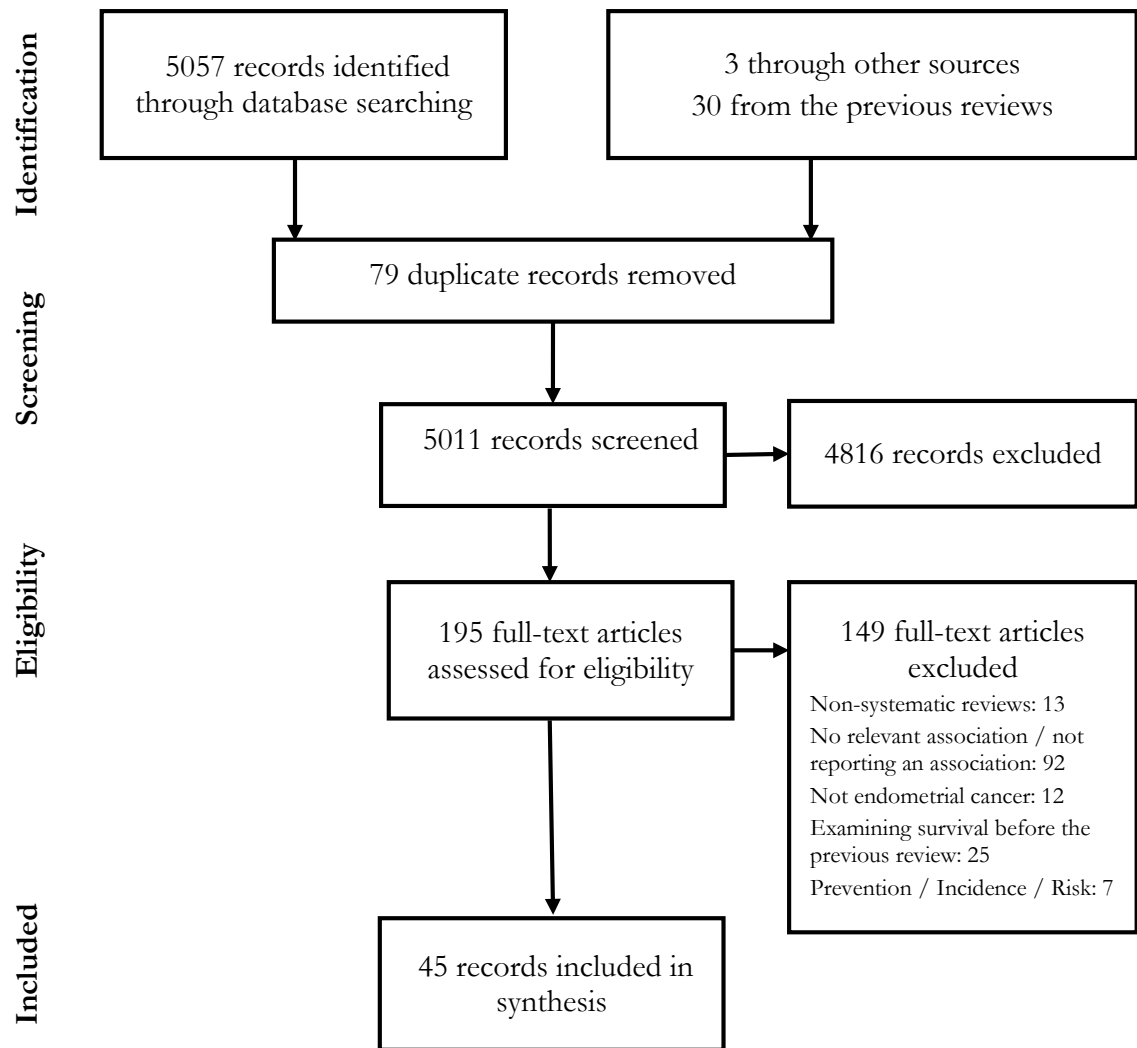 Identification
5057 records identified
through database searching
3 through other sources
30 from the previous reviews
79 duplicate records removed
Screening
5011 records screened
4816 records excluded
Eligibility
195 full-text articles
assessed for eligibility
149 full-text articles
excluded
Non-systematic reviews: 13
No relevant association / not
reporting an association: 92
Not endometrial cancer: 12
Examining survival before the
previous review: 25
Prevention / Incidence / Risk: 7
Included
45 records included in
synthesis